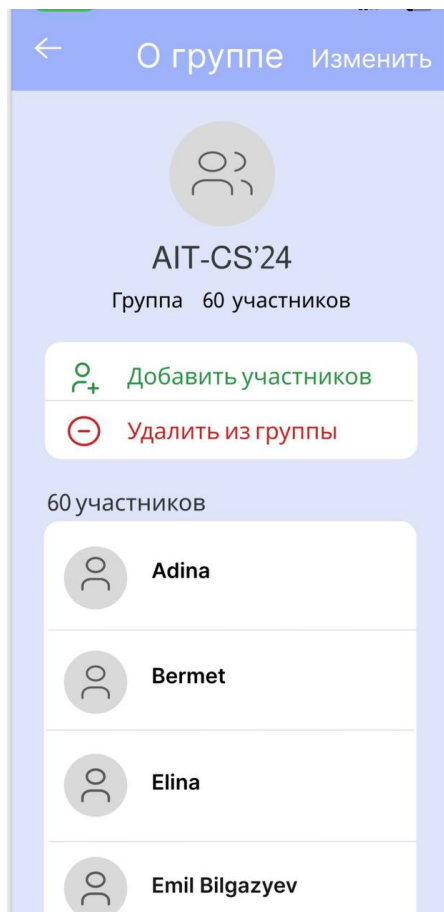 О группе Изменить
AIT-CS’24
Группа 60 участников
Добавить участников
Удалить из группы
60 участников
Adina
Bermet
Elina
Emil Bilgazyev